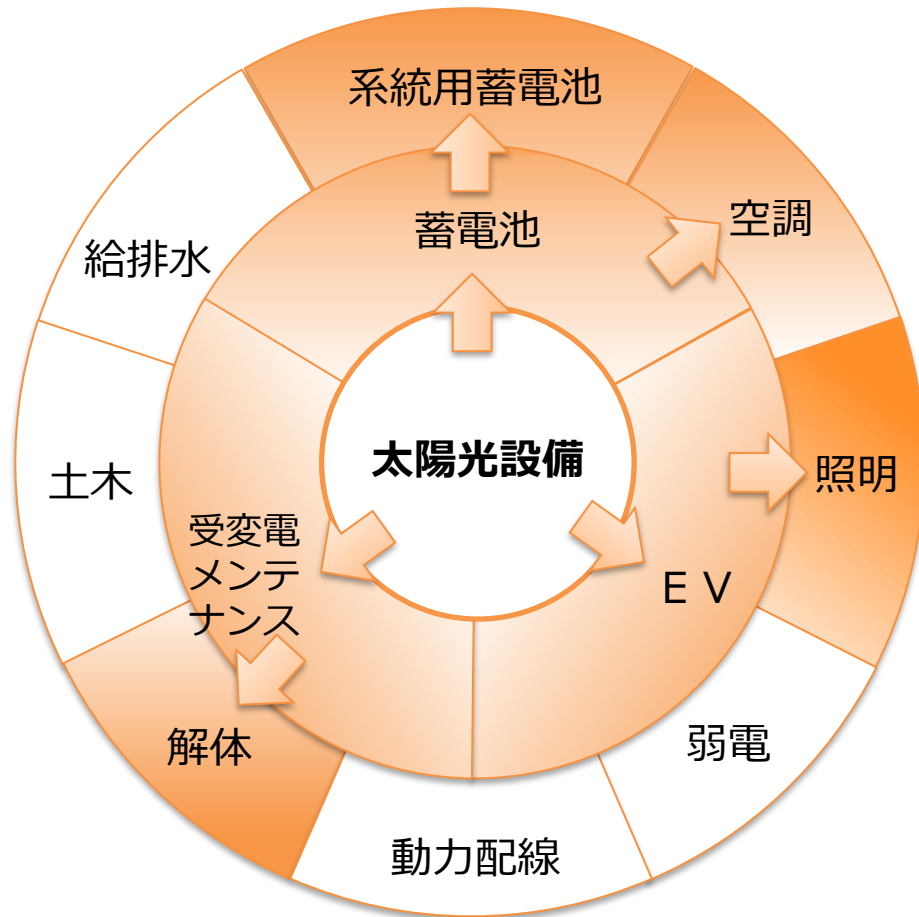 系統用蓄電池
空調
給排水
蓄電池
太陽光設備
照明
土木
受変電
メンテ
ナンス
ＥＶ
弱電
解体
動力配線